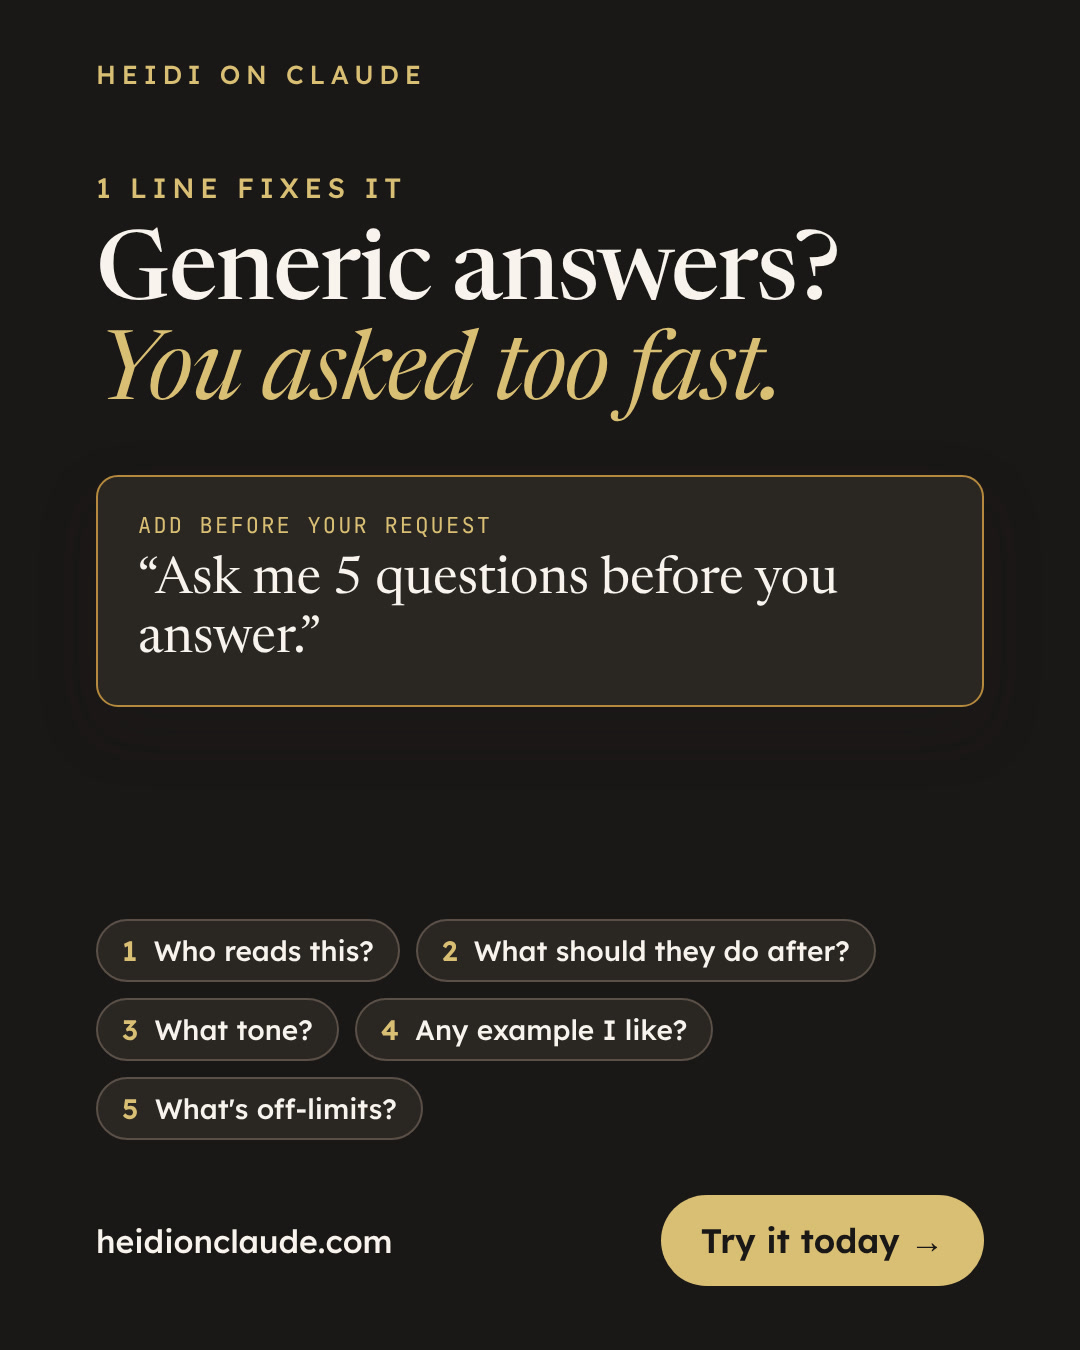 HEIDI ON CLAUDE
1 LINE FIXES IT
Generic answers?
You asked too fast.
ADD BEFORE YOUR REQUEST
“Ask me 5 questions before you
answer.”
1 Who reads this?
2 What should they do after?
3 What tone?
4 Any example I like?
5 What's off-limits?
heidionclaude.com
Try it today →